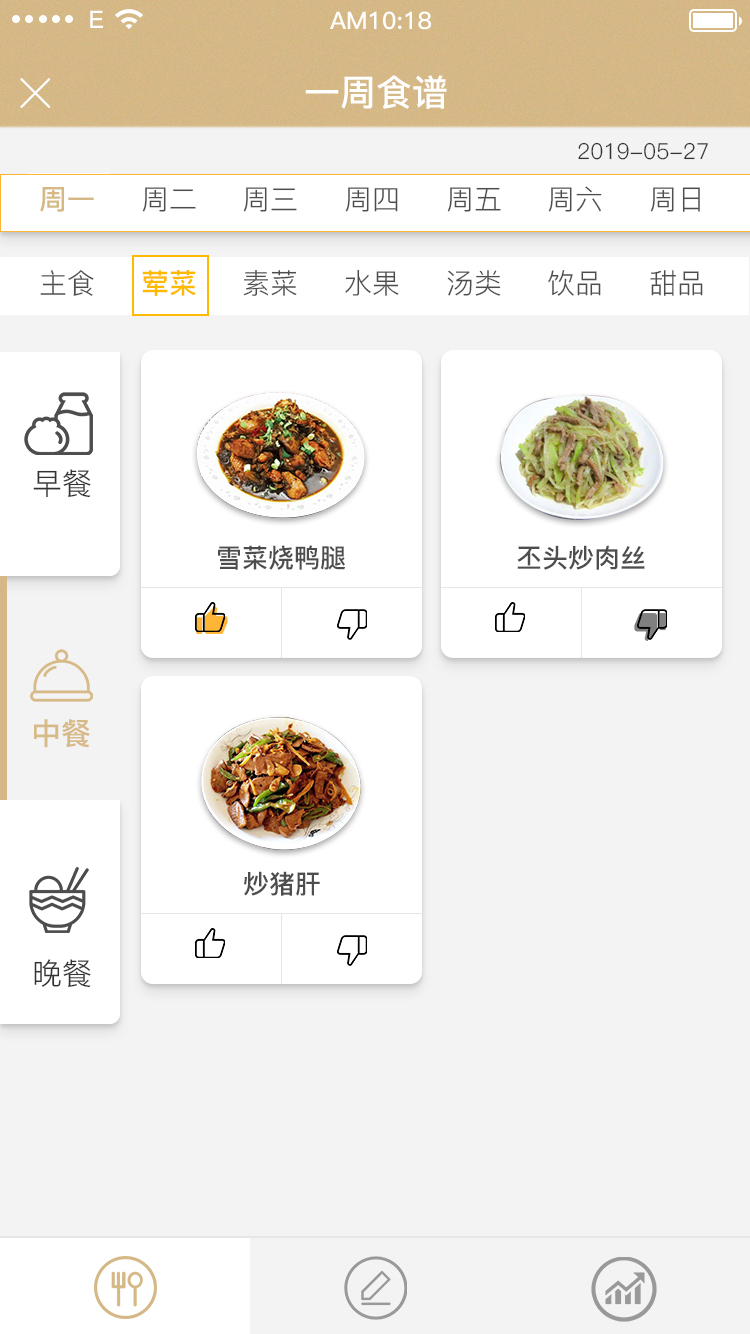 E AM10:18
一周食谱
2019-05-27
周一 周二 周三 周四 周五 周六 周日
主食 荤菜 素菜 水果 汤类 饮品 甜品
早餐
雪菜烧鸭腿 丕头炒肉丝
中餐
炒猪肝
晚餐